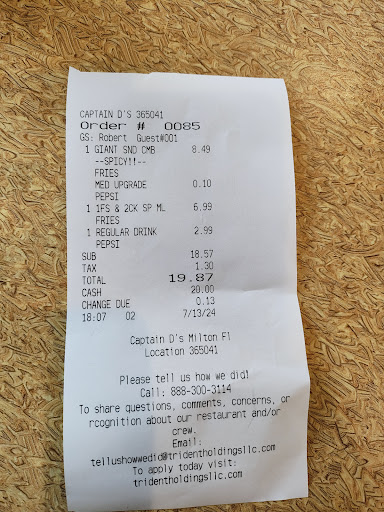 CAPTAIN D'S 365041
Order # 0085
GS: Robert Guest#001
1 GIANT SND CMB 8.49
--SPICY!!--
FRIES
MED UPGRADE 0.10
PEPSI
1 1FS & 2CK SP ML 6.99
FRIES
1 REGULAR DRINK 2.99
PEPSI
SUB 18.57
TAX 1.30
TOTAL 19.87
CASH 20.00
CHANGE DUE 0.13
18:07 02 7/13/24
Captain D's Milton Fl
Location 365041
Please tell us how we did!
Call: 888-300-3114
To share questions, comments, concerns, or
rcognition about our restaurant and/or
crew.
Email:
tellushowwedid@tridentholdingsllc.com
To apply today visit:
tridentholdingsllc.com